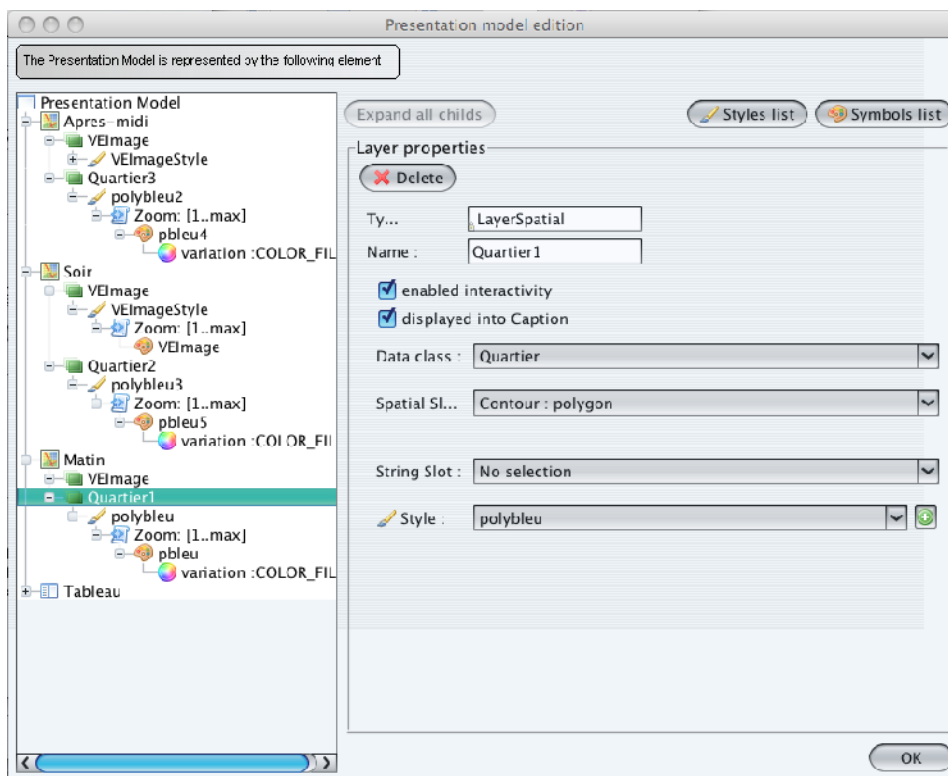 Presentation model edition
The Presentation Model is represented by the following element
Presentation Model
Apres-midi
VEImage
VEImageStyle
Quartier3
polybleu2
Zoom: [1..max]
pbleu4
variation :COLOR_FIL
Soir
VEImage
VEImageStyle
Zoom: [1..max]
VEImage
Quartier2
polybleu3
Zoom: [1..max]
pbleu5
variation :COLOR_FIL
Matin
VEImage
Quartier1
polybleu
Zoom: [1..max]
pbleu
variation :COLOR_FIL
Tableau
Expand all childs
Styles list
Symbols list
Layer properties
Delete
Ty... LayerSpatial
Name : Quartier1
enabled interactivity
displayed into Caption
Data class : Quartier
Spatial Sl... Contour : polygon
String Slot : No selection
Style : polybleu
OK